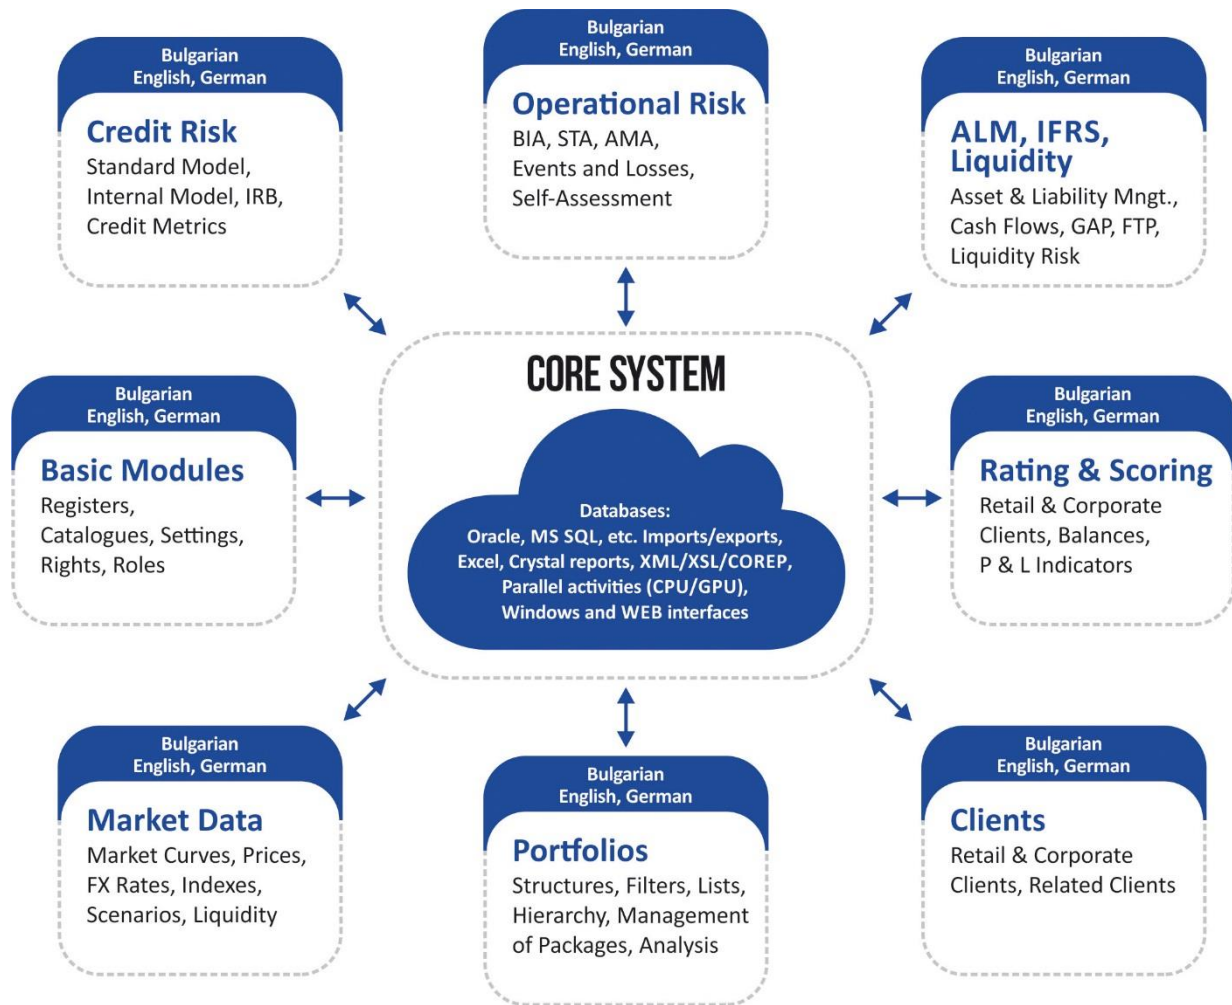 Bulgarian
English, German
Credit Risk
Standard Model,
Internal Model, IRB,
Credit Metrics
Bulgarian
English, German
Operational Risk
BIA, STA, AMA,
Events and Losses,
Self-Assessment
Bulgarian
English, German
ALM, IFRS,
Liquidity
Asset & Liability Mngt.,
Cash Flows, GAP, FTP,
Liquidity Risk
Bulgarian
English, German
Basic Modules
Registers,
Catalogues, Settings,
Rights, Roles
CORE SYSTEM
Databases:
Oracle, MS SQL, etc. Imports/exports,
Excel, Crystal reports, XML/XSL/COREP,
Parallel activities (CPU/GPU),
Windows and WEB interfaces
Bulgarian
English, German
Rating & Scoring
Retail & Corporate
Clients, Balances,
P & L Indicators
Bulgarian
English, German
Market Data
Market Curves, Prices,
FX Rates, Indexes,
Scenarios, Liquidity
Bulgarian
English, German
Portfolios
Structures, Filters, Lists,
Hierarchy, Management
of Packages, Analysis
Bulgarian
English, German
Clients
Retail & Corporate
Clients, Related Clients